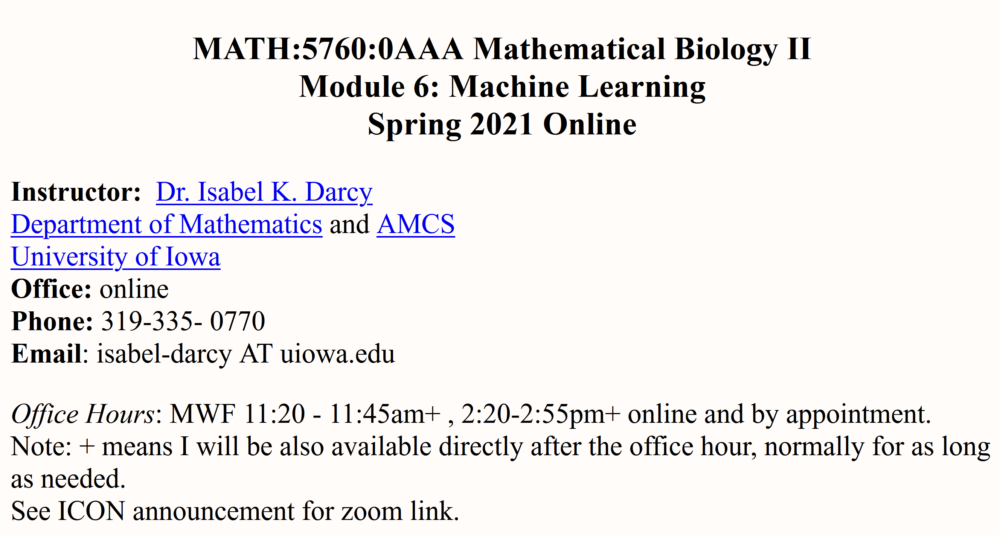 MATH:5760:0AAA Mathematical Biology II
Module 6: Machine Learning
Spring 2021 Online
Instructor: Dr. Isabel K. Darcy
Department of Mathematics and AMCS
University of Iowa
Office: online
Phone: 319-335- 0770
Email: isabel-darcy AT uiowa.edu
Office Hours: MWF 11:20 - 11:45am+ , 2:20-2:55pm+ online and by appointment.
Note: + means I will be also available directly after the office hour, normally for as long
as needed.
See ICON announcement for zoom link.